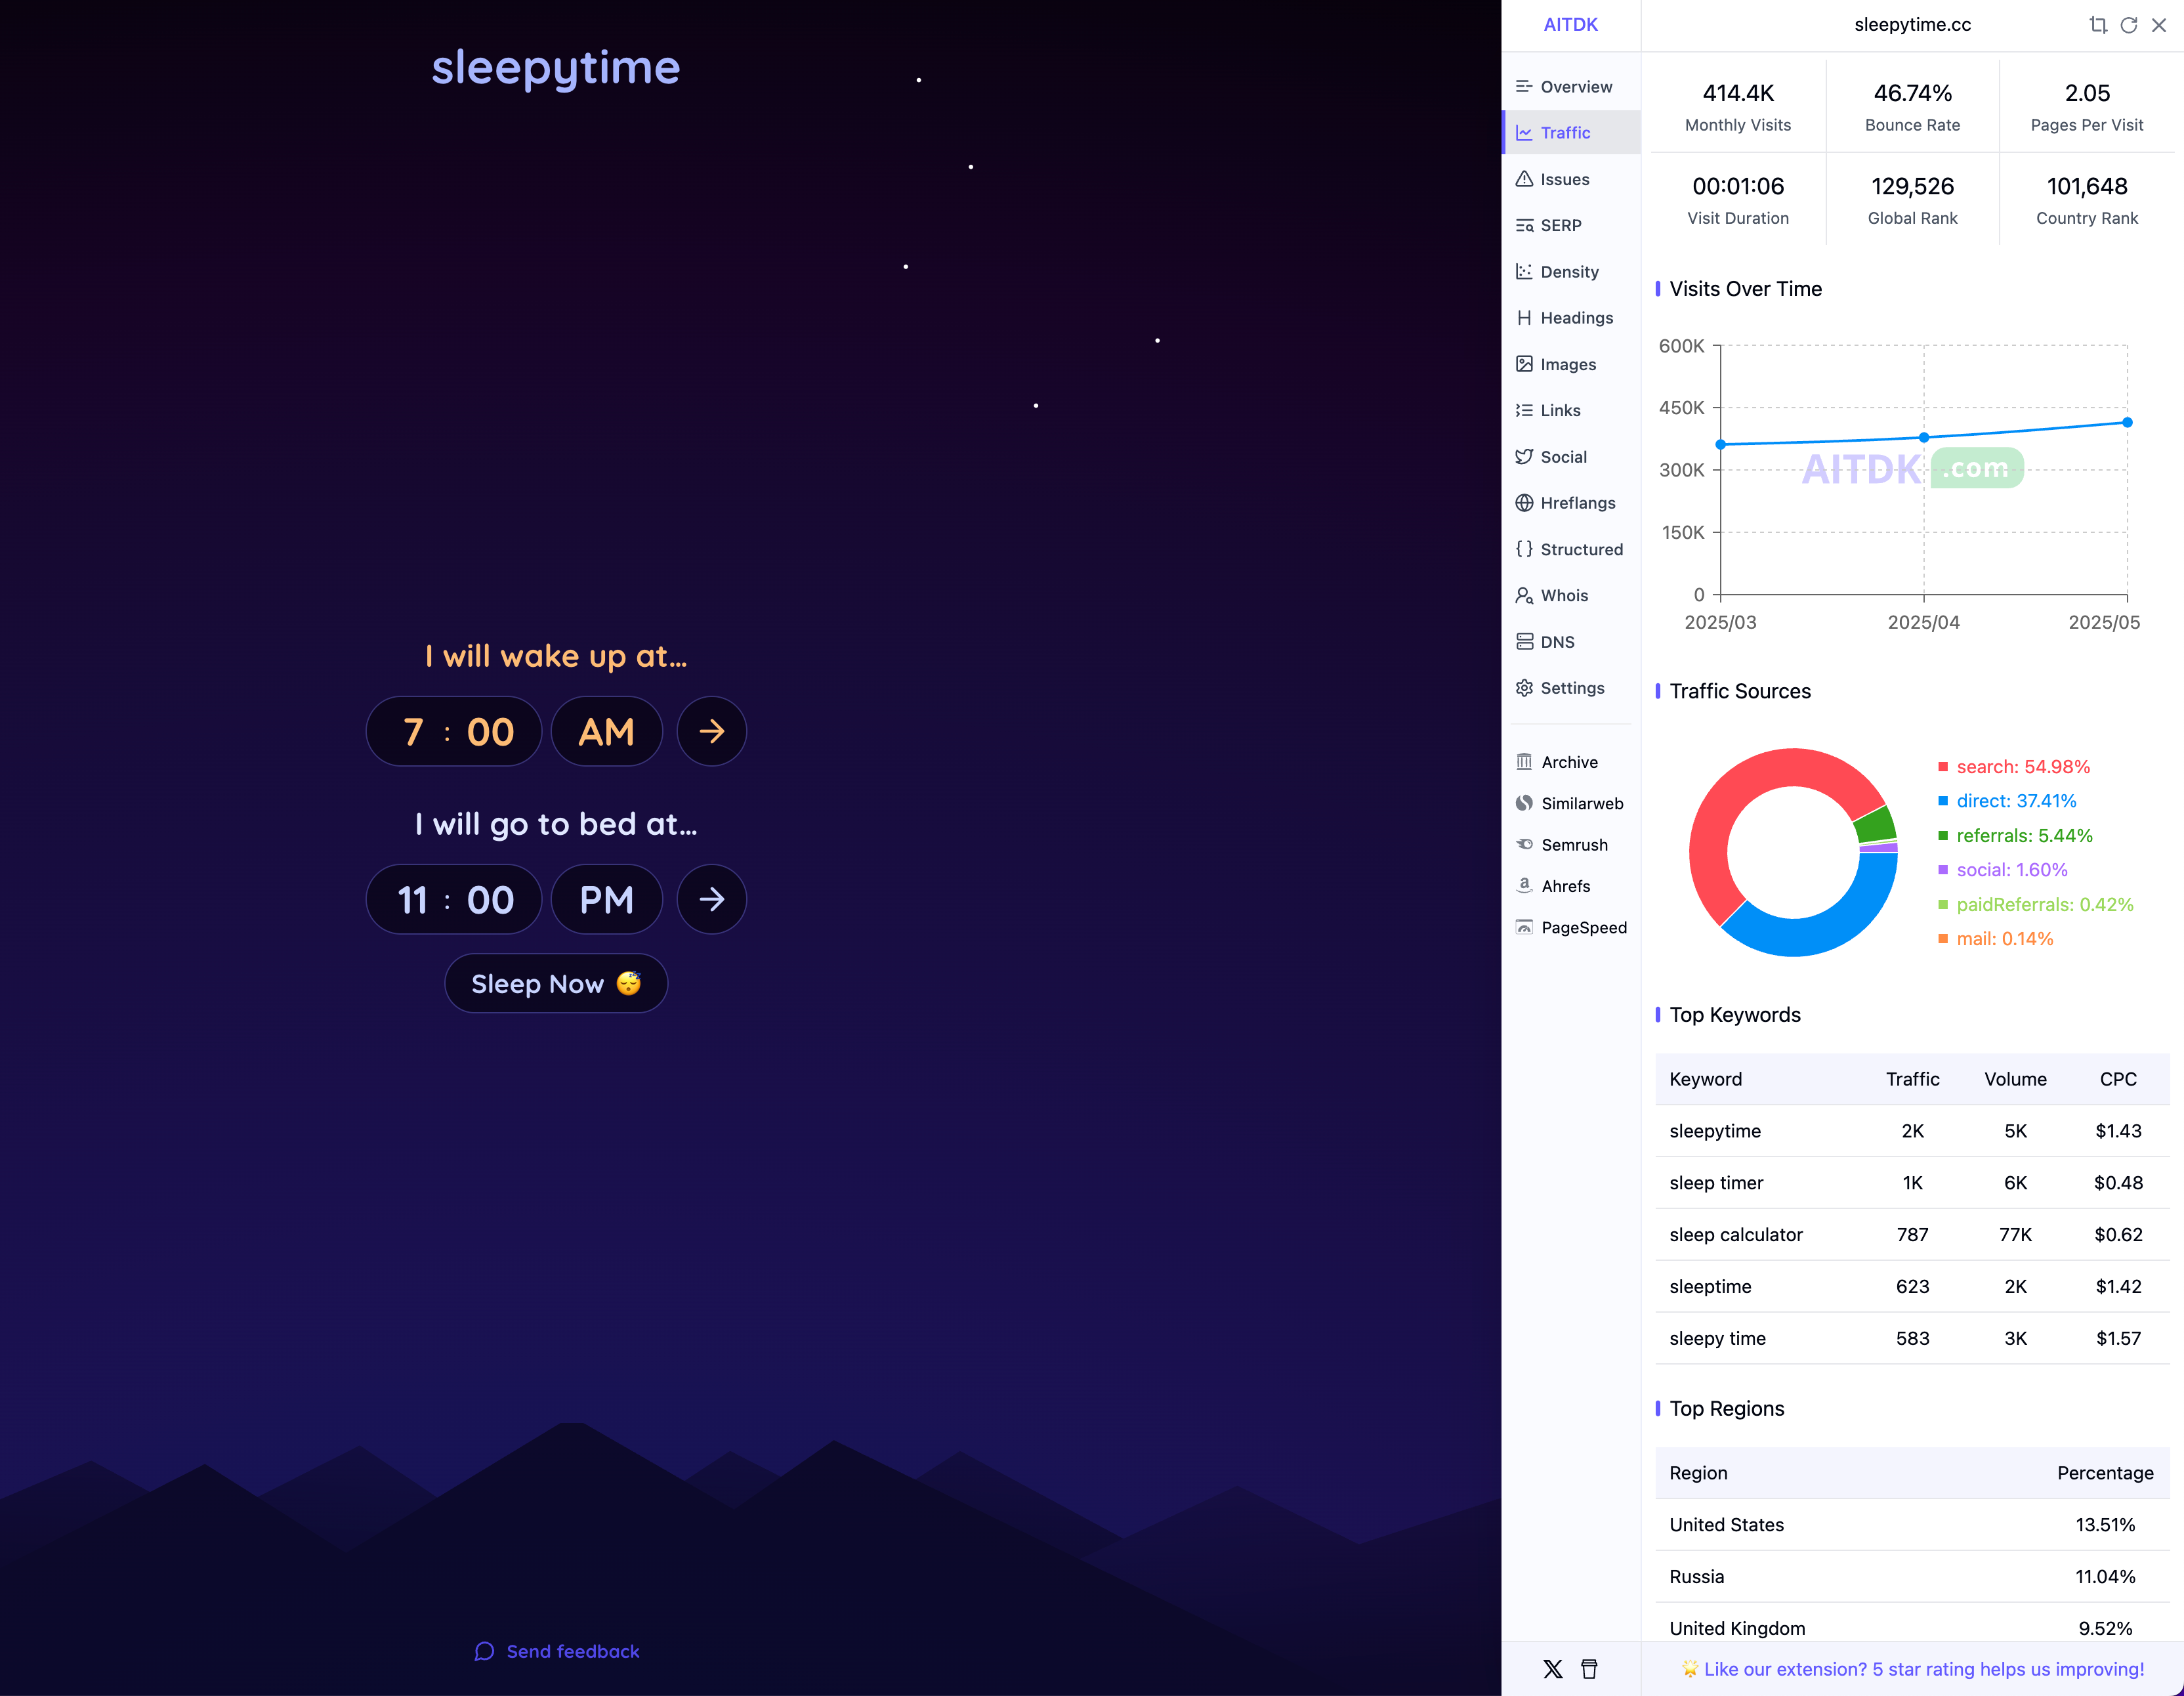 sleepytime
I will wake up at...
7 : 00 AM
I will go to bed at...
11 : 00 PM
Sleep Now 😴
Send feedback
AITDK
Overview
Traffic
Issues
SERP
Density
Headings
Images
Links
Social
Hreflangs
Structured
Whois
DNS
Settings
Archive
Similarweb
Semrush
Ahrefs
PageSpeed
sleepytime.cc
414.4K 46.74% 2.05
Monthly Visits Bounce Rate Pages Per Visit
00:01:06 129,526 101,648
Visit Duration Global Rank Country Rank
Visits Over Time
600K
450K
300K
150K
0
2025/03 2025/04 2025/05
AITDK .com
Traffic Sources
search: 54.98%
direct: 37.41%
referrals: 5.44%
social: 1.60%
paidReferrals: 0.42%
mail: 0.14%
Top Keywords
Keyword Traffic Volume CPC
sleepytime 2K 5K $1.43
sleep timer 1K 6K $0.48
sleep calculator 787 77K $0.62
sleeptime 623 2K $1.42
sleepy time 583 3K $1.57
Top Regions
Region Percentage
United States 13.51%
Russia 11.04%
United Kingdom 9.52%
🌟 Like our extension? 5 star rating helps us improving!